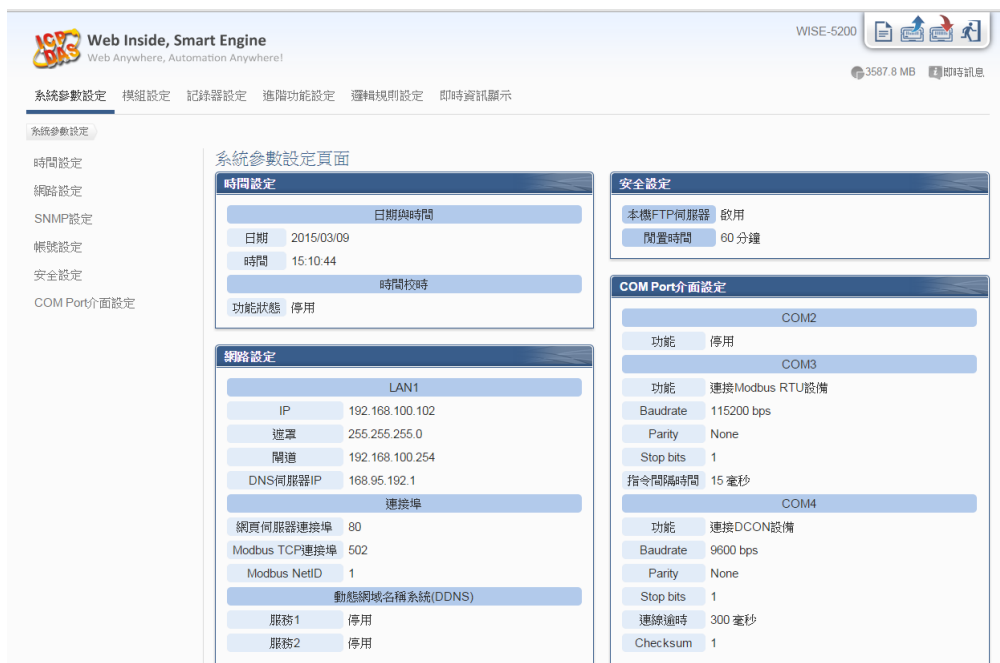 ICP DAS
Web Inside, Smart Engine
Web Anywhere, Automation Anywhere!
WISE-5200
3587.8 MB 即時訊息
系統參數設定 模組設定 記錄器設定 進階功能設定 邏輯規則設定 即時資訊顯示
系統參數設定
時間設定
網路設定
SNMP設定
帳號設定
安全設定
COM Port介面設定
系統參數設定頁面
時間設定
日期與時間
日期 2015/03/09
時間 15:10:44
時間校時
功能狀態 停用
網路設定
LAN1
IP 192.168.100.102
遮罩 255.255.255.0
閘道 192.168.100.254
DNS伺服器IP 168.95.192.1
連接埠
網頁伺服器連接埠 80
Modbus TCP連接埠 502
Modbus NetID 1
動態網域名稱系統(DDNS)
服務1 停用
服務2 停用
安全設定
本機FTP伺服器 啟用
閒置時間 60 分鐘
COM Port介面設定
COM2
功能 停用
COM3
功能 連接Modbus RTU設備
Baudrate 115200 bps
Parity None
Stop bits 1
指令間隔時間 15 毫秒
COM4
功能 連接DCON設備
Baudrate 9600 bps
Parity None
Stop bits 1
連線逾時 300 毫秒
Checksum 1